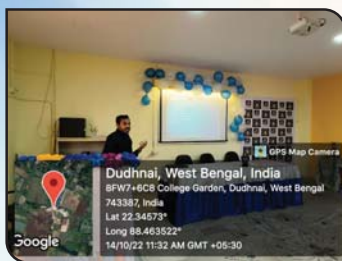 GPS Map Camera
Dudhnai, West Bengal, India
8FW7+6C8 College Garden, Dudhnai, West Bengal
743387, India
Lat 22.34573°
Long 88.463522°
14/10/22 11:32 AM GMT +05:30
Google